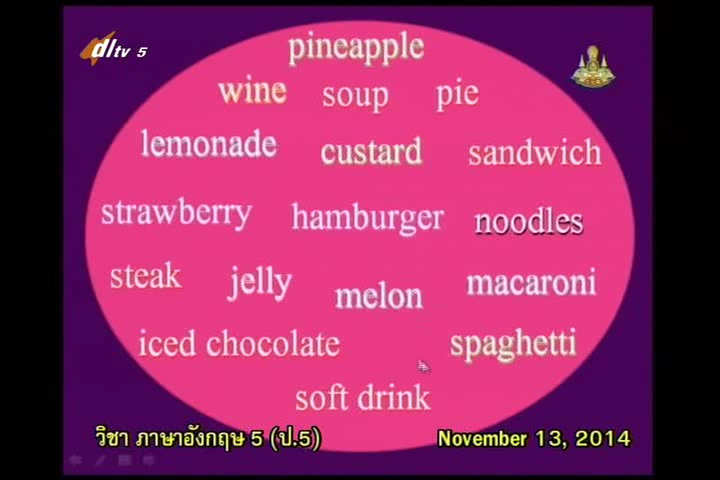 dltv 5
pineapple
wine soup pie
lemonade custard sandwich
strawberry hamburger noodles
steak jelly melon macaroni
iced chocolate spaghetti
soft drink
วิชา ภาษาอังกฤษ 5 (ป.5) November 13, 2014